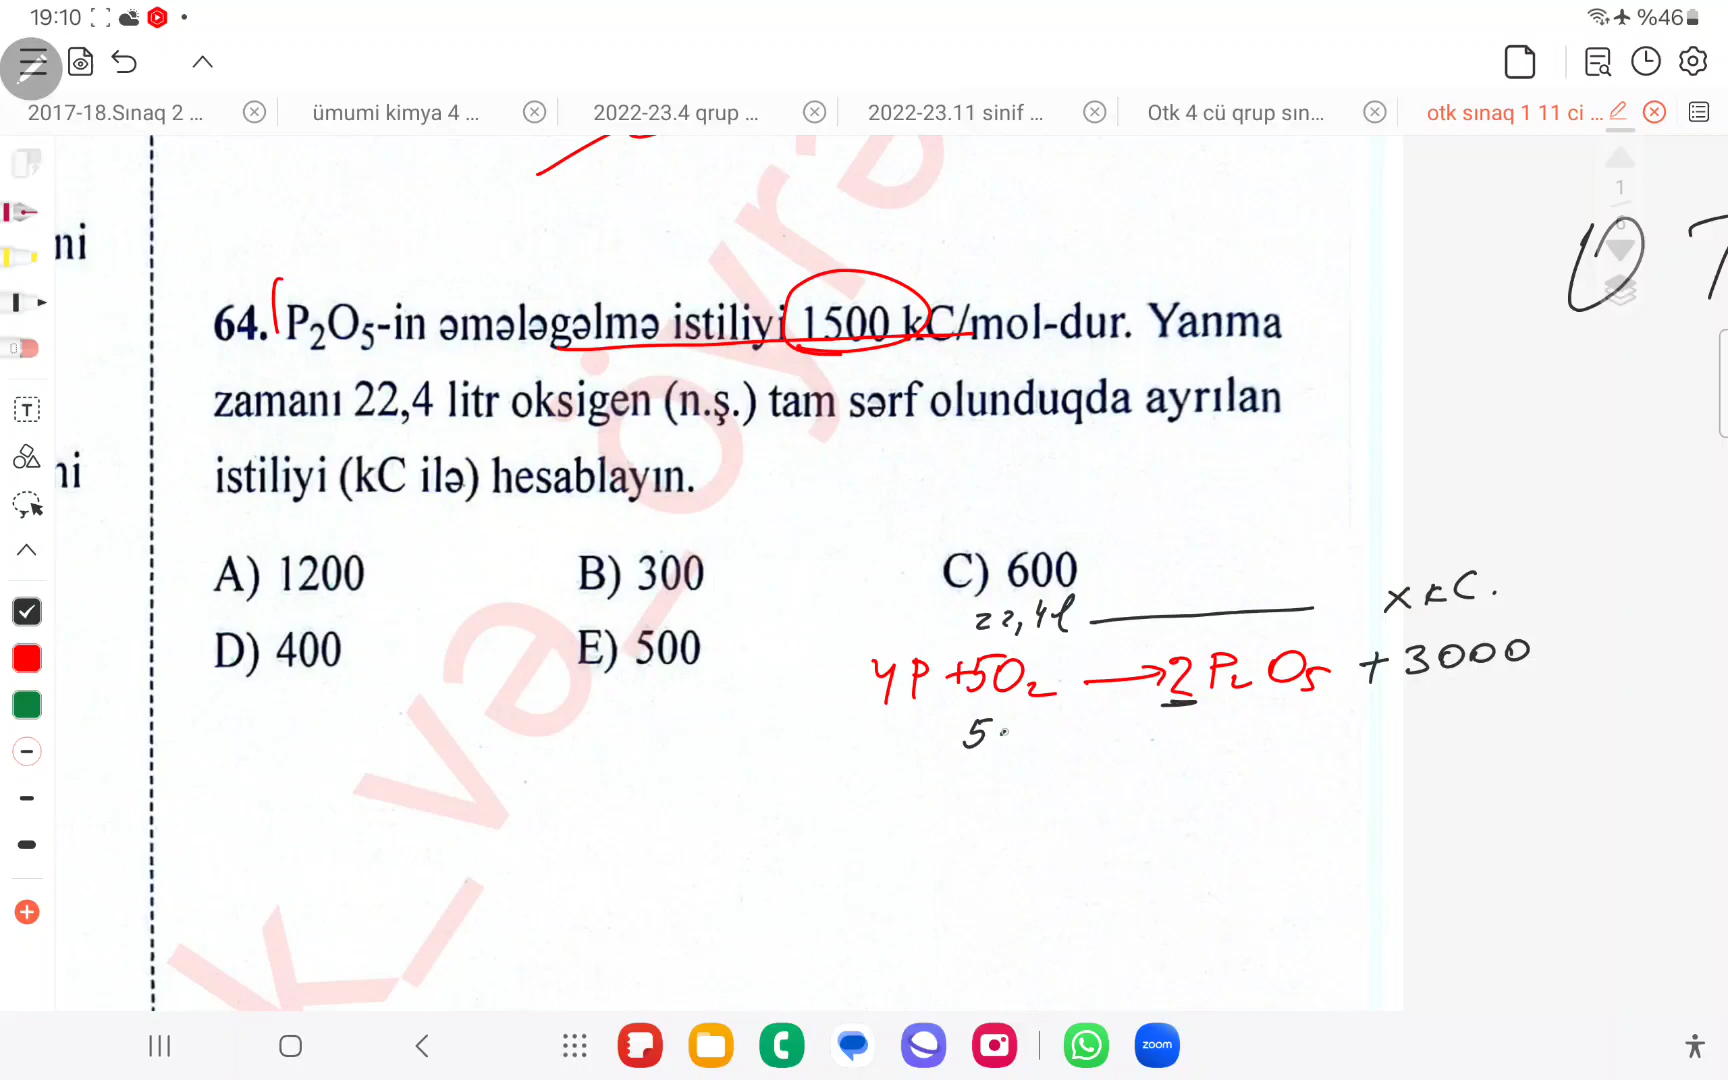 19:10
%46
2017-18.Sınaq 2 ...
ümumi kimya 4 ...
2022-23.4 qrup ...
2022-23.11 sinif ...
Otk 4 cü qrup sın...
otk sınaq 1 11 ci ...
1
6
ni
64. P₂O₅-in əmələgəlmə istiliyi 1500 kC/mol-dur. Yanma
zamanı 22,4 litr oksigen (n.ş.) tam sərf olunduqda ayrılan
istiliyi (kC ilə) hesablayın.
A) 1200 B) 300 C) 600
D) 400 E) 500
22,4l x kC.
4P + 5O₂ → 2P₂O₅ + 3000
5·
zoom